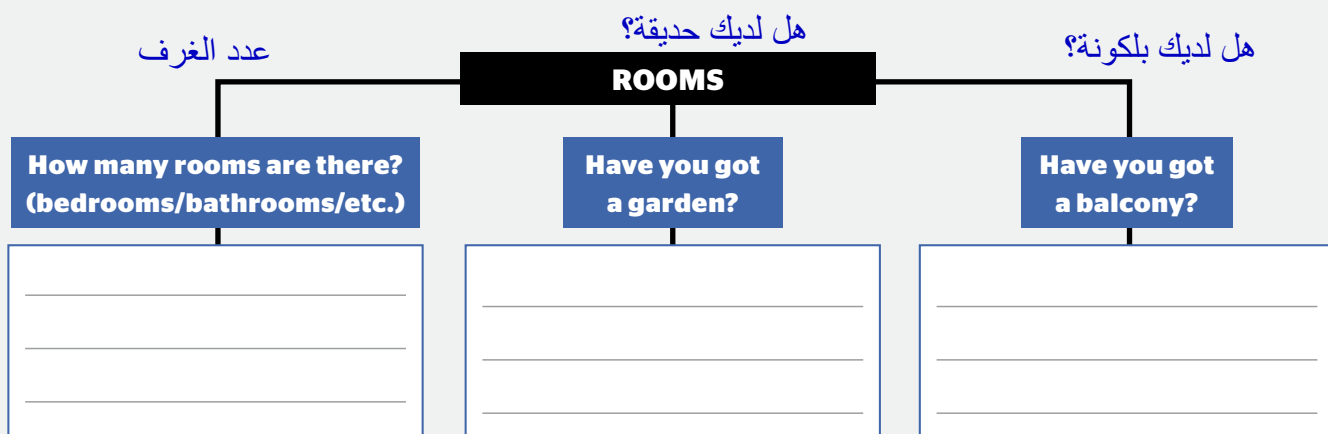 عدد الغرف
هل لديك حديقة؟
هل لديك بلكونة؟
ROOMS
How many rooms are there?
(bedrooms/bathrooms/etc.)
Have you got
a garden?
Have you got
a balcony?